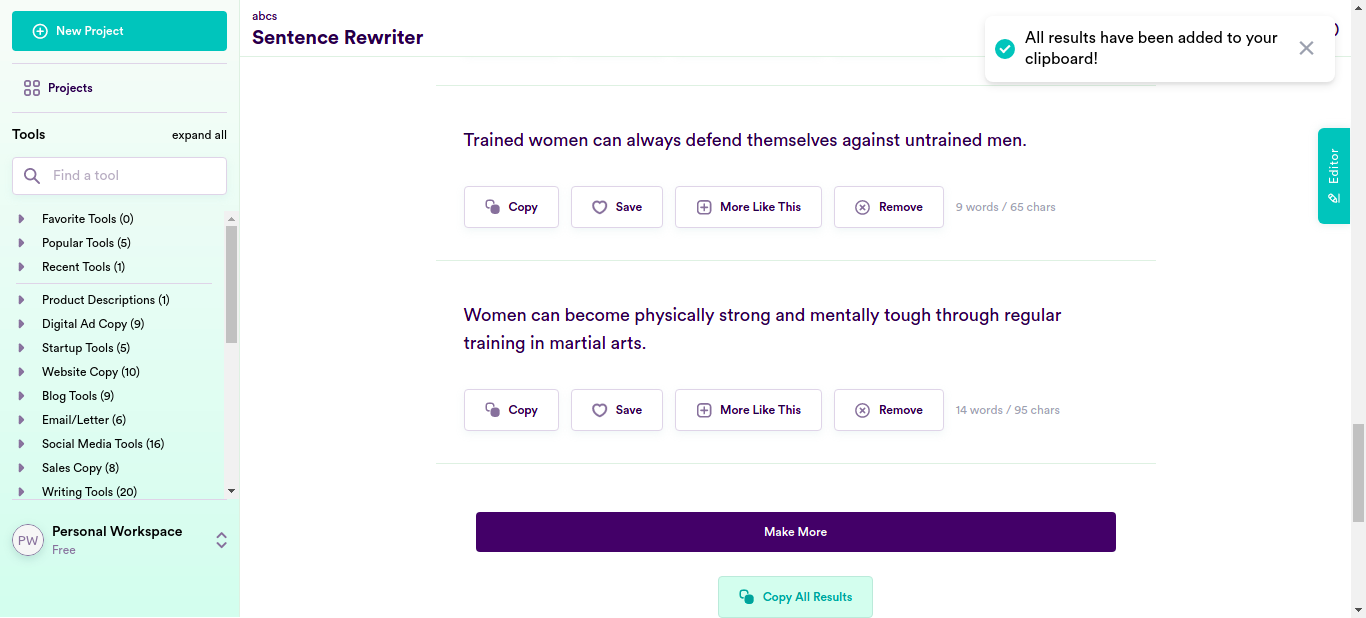 New Project
Projects
Tools
expand all
Find a tool
Favorite Tools (0)
Popular Tools (5)
Recent Tools (1)
Product Descriptions (1)
Digital Ad Copy (9)
Startup Tools (5)
Website Copy (10)
Blog Tools (9)
Email/Letter (6)
Social Media Tools (16)
Sales Copy (8)
Writing Tools (20)
PW
Personal Workspace
Free
abcs
Sentence Rewriter
All results have been added to your
clipboard!
Trained women can always defend themselves against untrained men.
Copy
Save
More Like This
Remove
9 words / 65 chars
Women can become physically strong and mentally tough through regular
training in martial arts.
Copy
Save
More Like This
Remove
14 words / 95 chars
Make More
Copy All Results
Editor